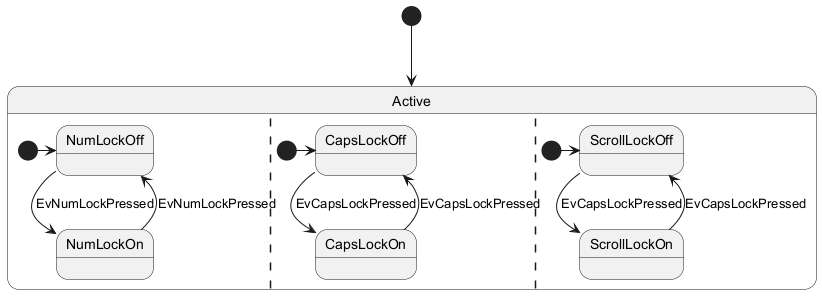 Active
NumLockOff
CapsLockOff
ScrollLockOff
EvNumLockPressed
EvNumLockPressed
EvCapsLockPressed
EvCapsLockPressed
EvCapsLockPressed
EvCapsLockPressed
NumLockOn
CapsLockOn
ScrollLockOn